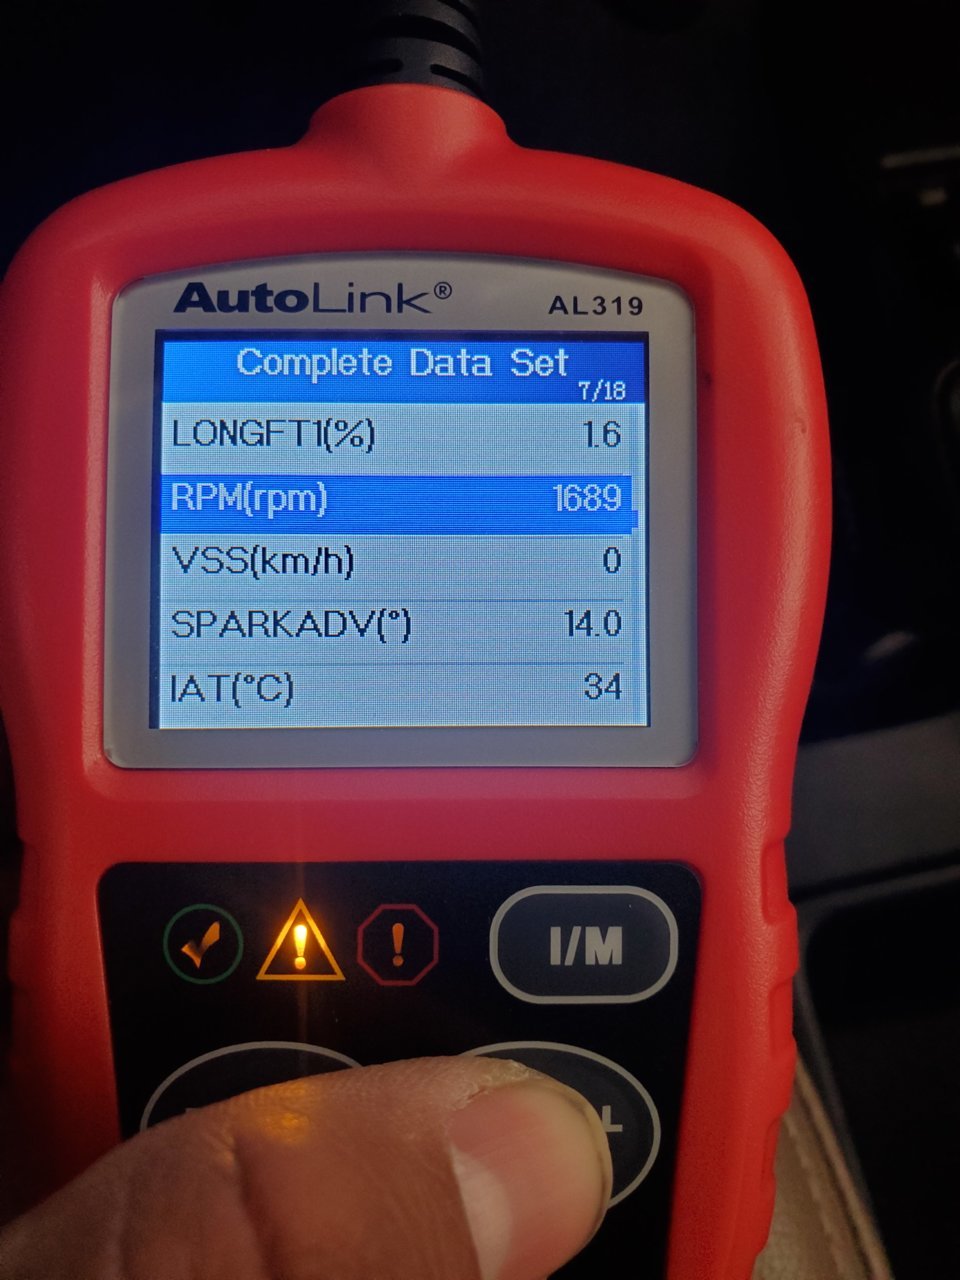 AutoLink® AL319
Complete Data Set
7/18
LONGFT1(%) 1.6
RPM(rpm) 1689
VSS(km/h) 0
SPARKADV(°) 14.0
IAT(°C) 34
I/M